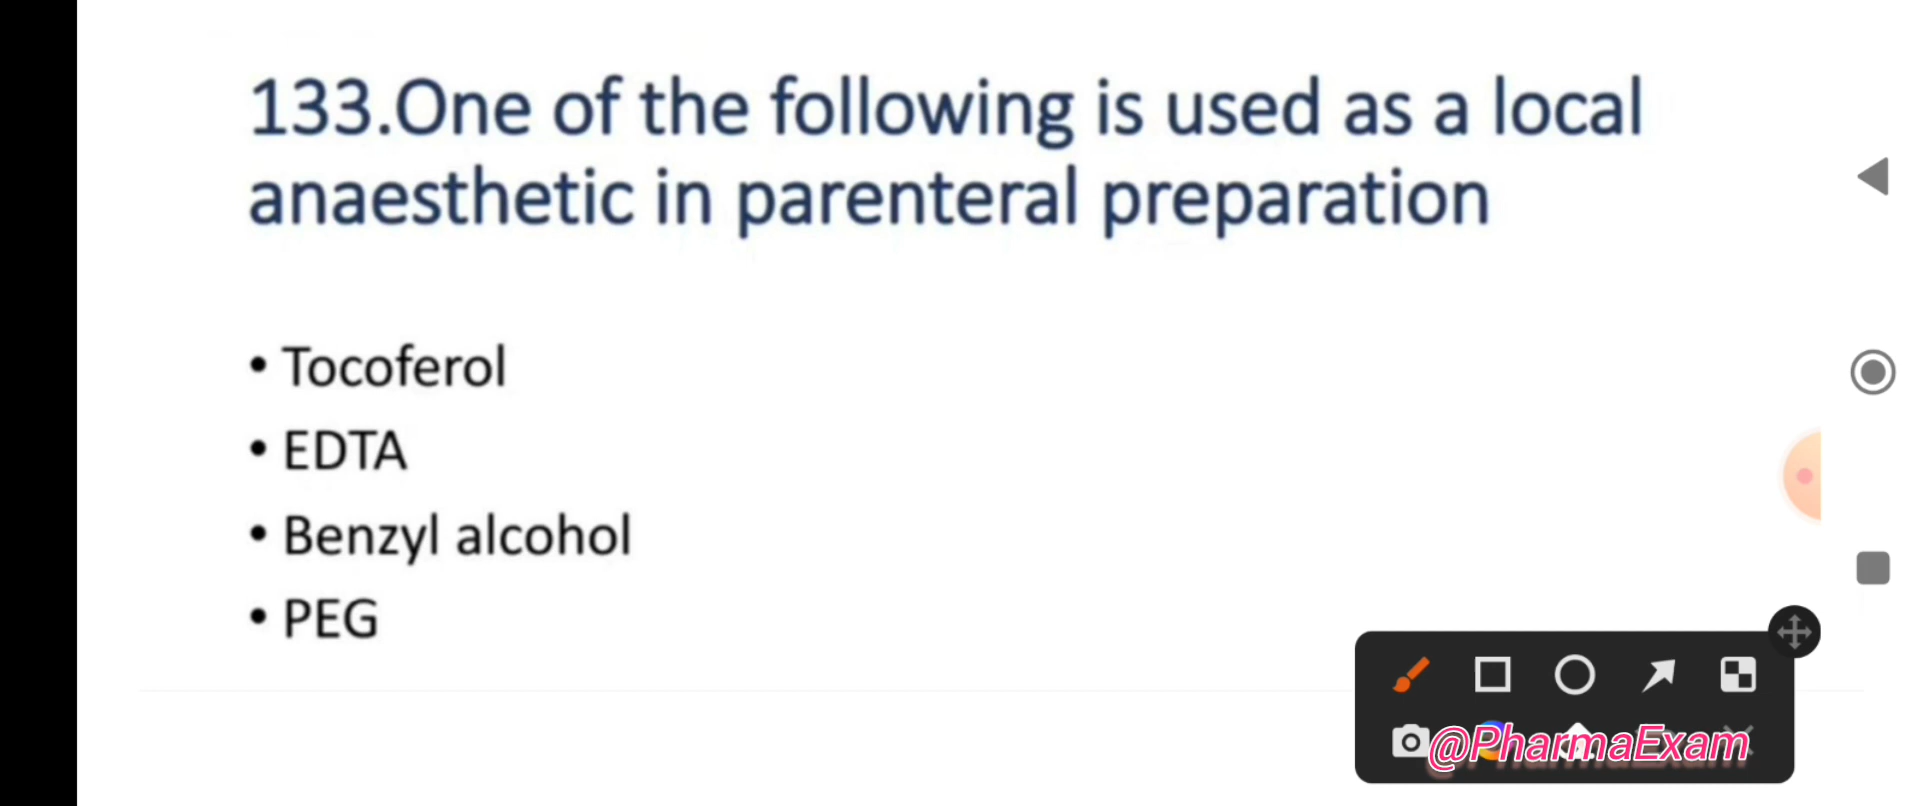 133.One of the following is used as a local
anaesthetic in parenteral preparation
• Tocoferol
• EDTA
• Benzyl alcohol
• PEG
@PharmaExam